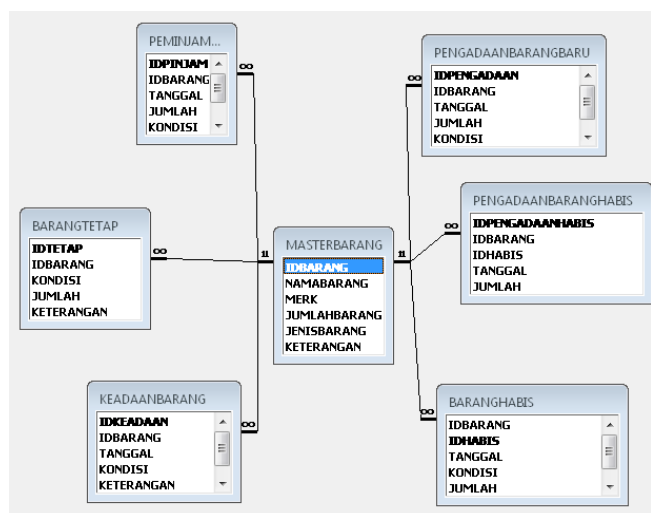 PEMINJAM...
IDPINJAM
IDBARANG
TANGGAL
JUMLAH
KONDISI
PENGADAANBARANGBARU
IDPENGADAAN
IDBARANG
TANGGAL
JUMLAH
KONDISI
BARANGTETAP
IDTETAP
IDBARANG
KONDISI
JUMLAH
KETERANGAN
MASTERBARANG
IDBARANG
NAMABARANG
MERK
JUMLAHBARANG
JENISBARANG
KETERANGAN
PENGADAANBARANGHABIS
IDPENGADAANHABIS
IDBARANG
IDHABIS
TANGGAL
JUMLAH
KEADAANBARANG
IDKEADAAN
IDBARANG
TANGGAL
KONDISI
KETERANGAN
BARANGHABIS
IDBARANG
IDHABIS
TANGGAL
KONDISI
JUMLAH
∞
∞
∞
∞
∞
∞
1
1